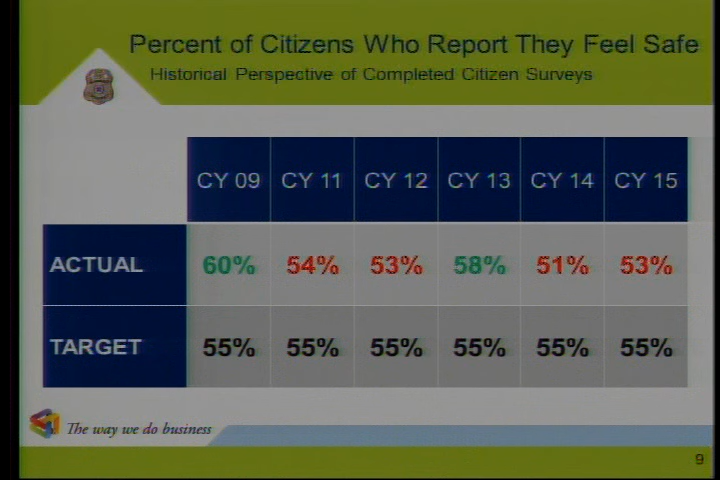 Percent of Citizens Who Report They Feel Safe
Historical Perspective of Completed Citizen Surveys
CY 09 CY 11 CY 12 CY 13 CY 14 CY 15
ACTUAL 60% 54% 53% 58% 51% 53%
TARGET 55% 55% 55% 55% 55% 55%
The way we do business
9